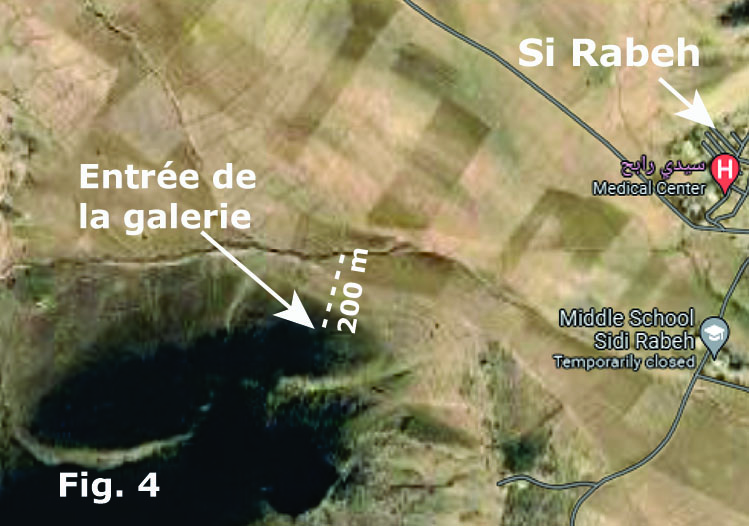 Si Rabeh
سيدي رابح
Medical Center
H
Entrée de
la galerie
200 m
Middle School
Sidi Rabeh
Temporarily closed
Fig. 4